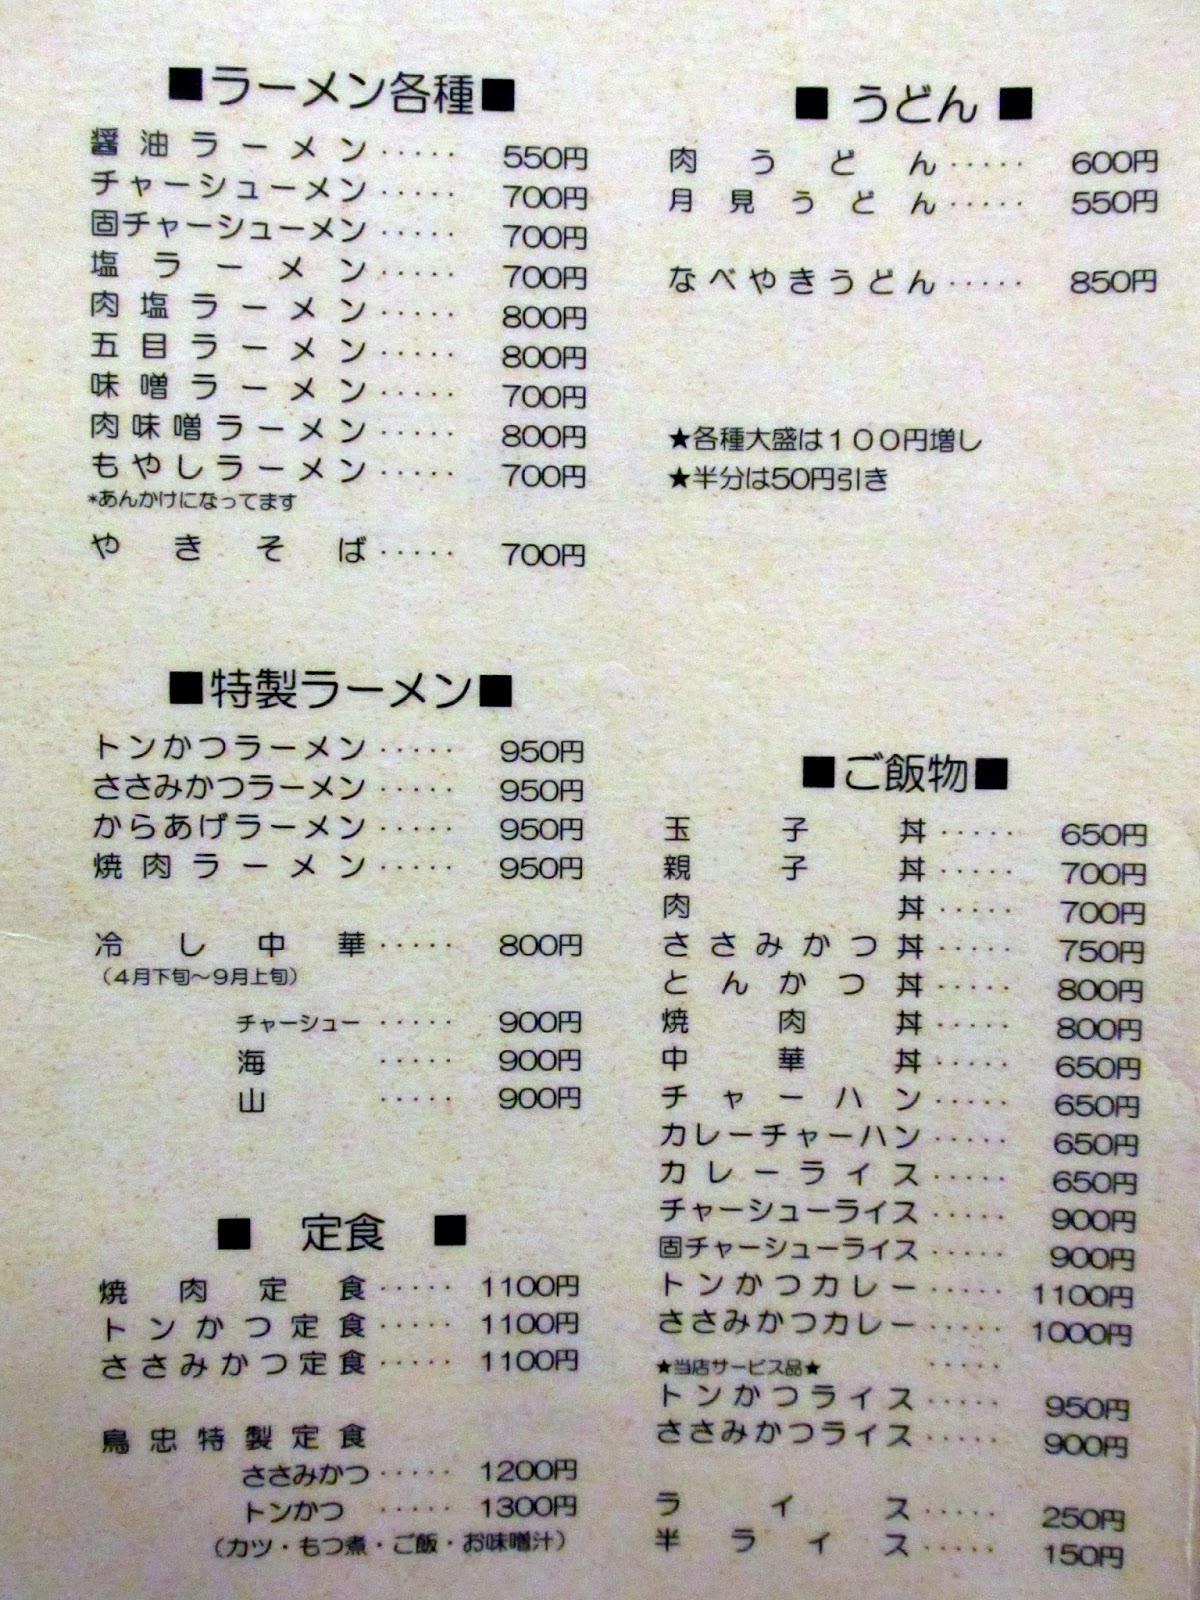 ■ラーメン各種■
醤油ラーメン‥‥‥ 550円
チャーシューメン‥‥‥ 700円
固チャーシューメン‥‥‥ 700円
塩ラーメン‥‥‥ 700円
肉塩ラーメン‥‥‥ 800円
五目ラーメン‥‥‥ 800円
味噌ラーメン‥‥‥ 700円
肉味噌ラーメン‥‥‥ 800円
もやしラーメン‥‥‥ 700円
*あんかけになってます
やきそば‥‥‥ 700円
■特製ラーメン■
トンかつラーメン‥‥‥ 950円
ささみかつラーメン‥‥‥ 950円
からあげラーメン‥‥‥ 950円
焼肉ラーメン‥‥‥ 950円
冷し中華‥‥‥ 800円
(4月下旬～9月上旬)
チャーシュー‥‥‥ 900円
海‥‥‥ 900円
山‥‥‥ 900円
■ 定食 ■
焼肉定食‥‥‥ 1100円
トンかつ定食‥‥‥ 1100円
ささみかつ定食‥‥‥ 1100円
鳥忠特製定食
ささみかつ‥‥‥ 1200円
トンかつ‥‥‥ 1300円
(カツ・もつ煮・ご飯・お味噌汁)
■ うどん ■
肉うどん‥‥‥ 600円
月見うどん‥‥‥ 550円
なべやきうどん‥‥‥ 850円
★各種大盛は１００円増し
★半分は50円引き
■ご飯物■
玉子丼‥‥‥ 650円
親子丼‥‥‥ 700円
肉丼‥‥‥ 700円
ささみかつ丼‥‥‥ 750円
とんかつ丼‥‥‥ 800円
焼肉丼‥‥‥ 800円
中華丼‥‥‥ 650円
チャーハン‥‥‥ 650円
カレーチャーハン‥‥‥ 650円
カレーライス‥‥‥ 650円
チャーシューライス‥‥‥ 900円
固チャーシューライス‥‥‥ 900円
トンかつカレー‥‥‥ 1100円
ささみかつカレー‥‥‥ 1000円
★当店サービス品★‥‥‥
トンかつライス‥‥‥ 950円
ささみかつライス‥‥‥ 900円
ライス‥‥‥ 250円
半ライス‥‥‥ 150円